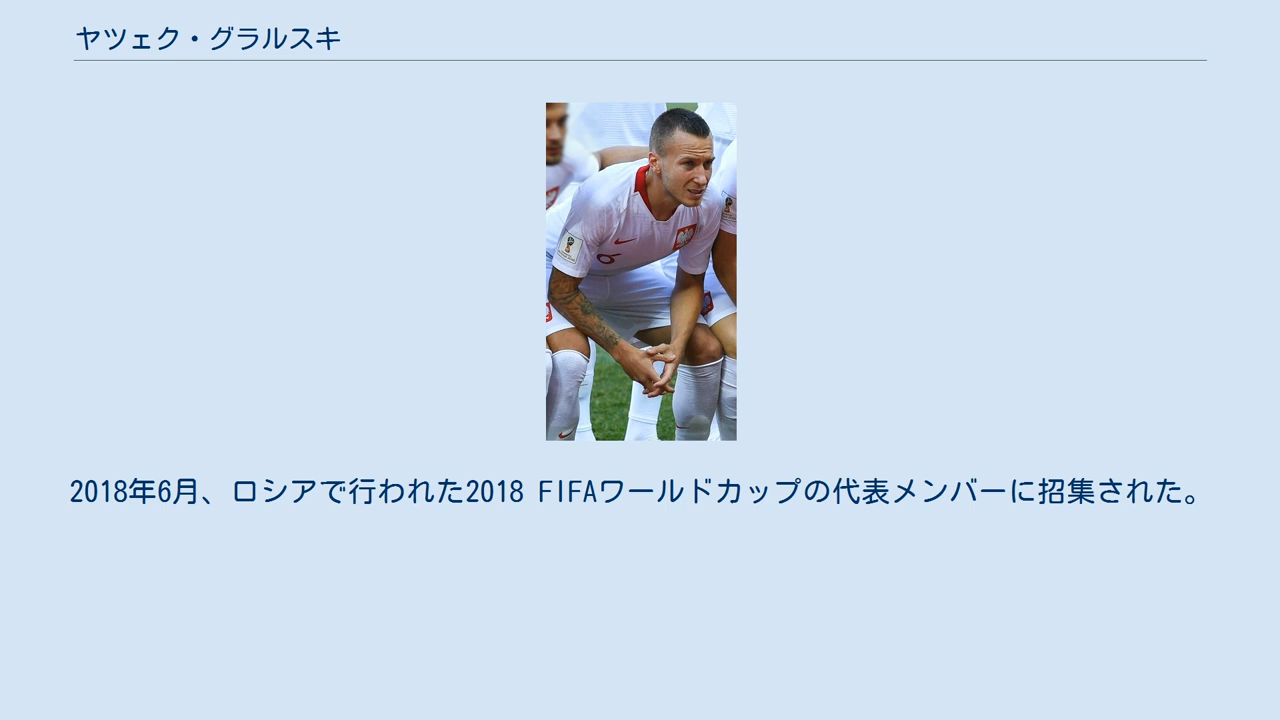 ヤツェク・グラルスキ
6
2018年6月、ロシアで行われた2018 FIFAワールドカップの代表メンバーに招集された。